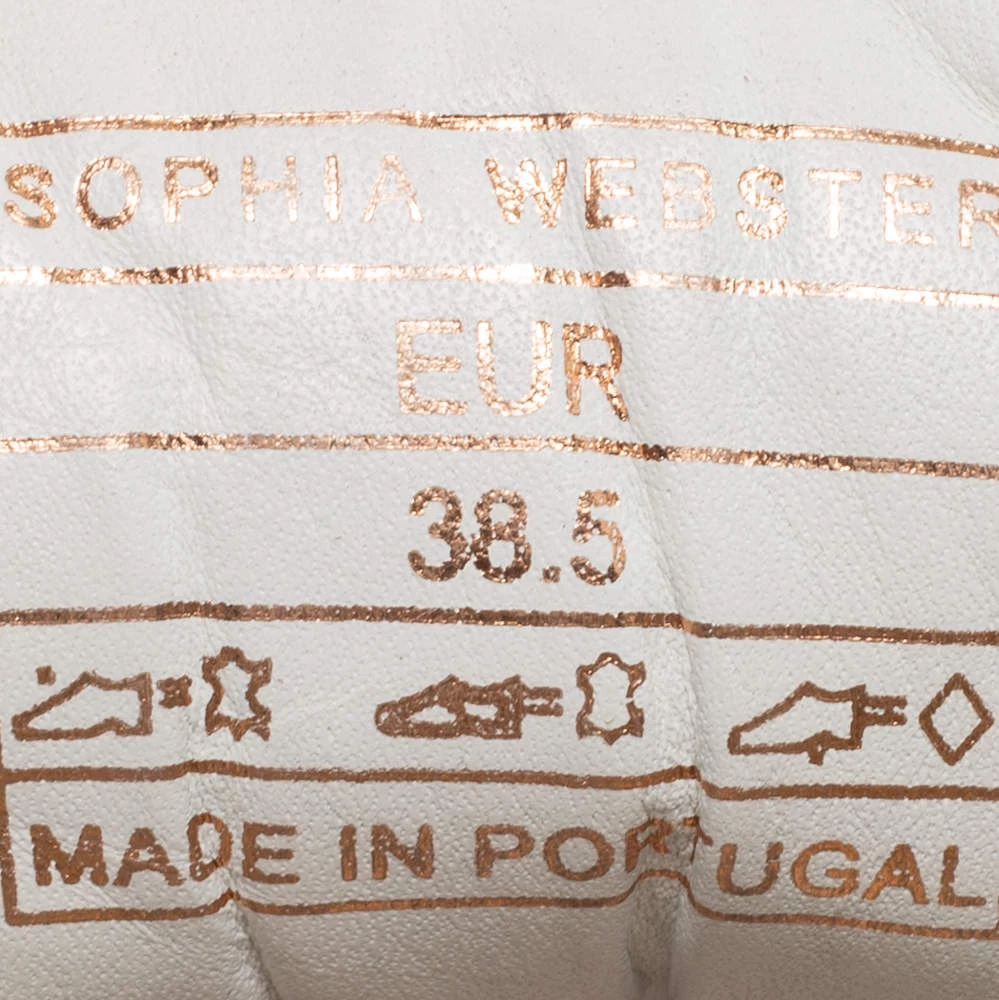 SOPHIA WEBSTER
EUR
38.5
MADE IN PORTUGAL